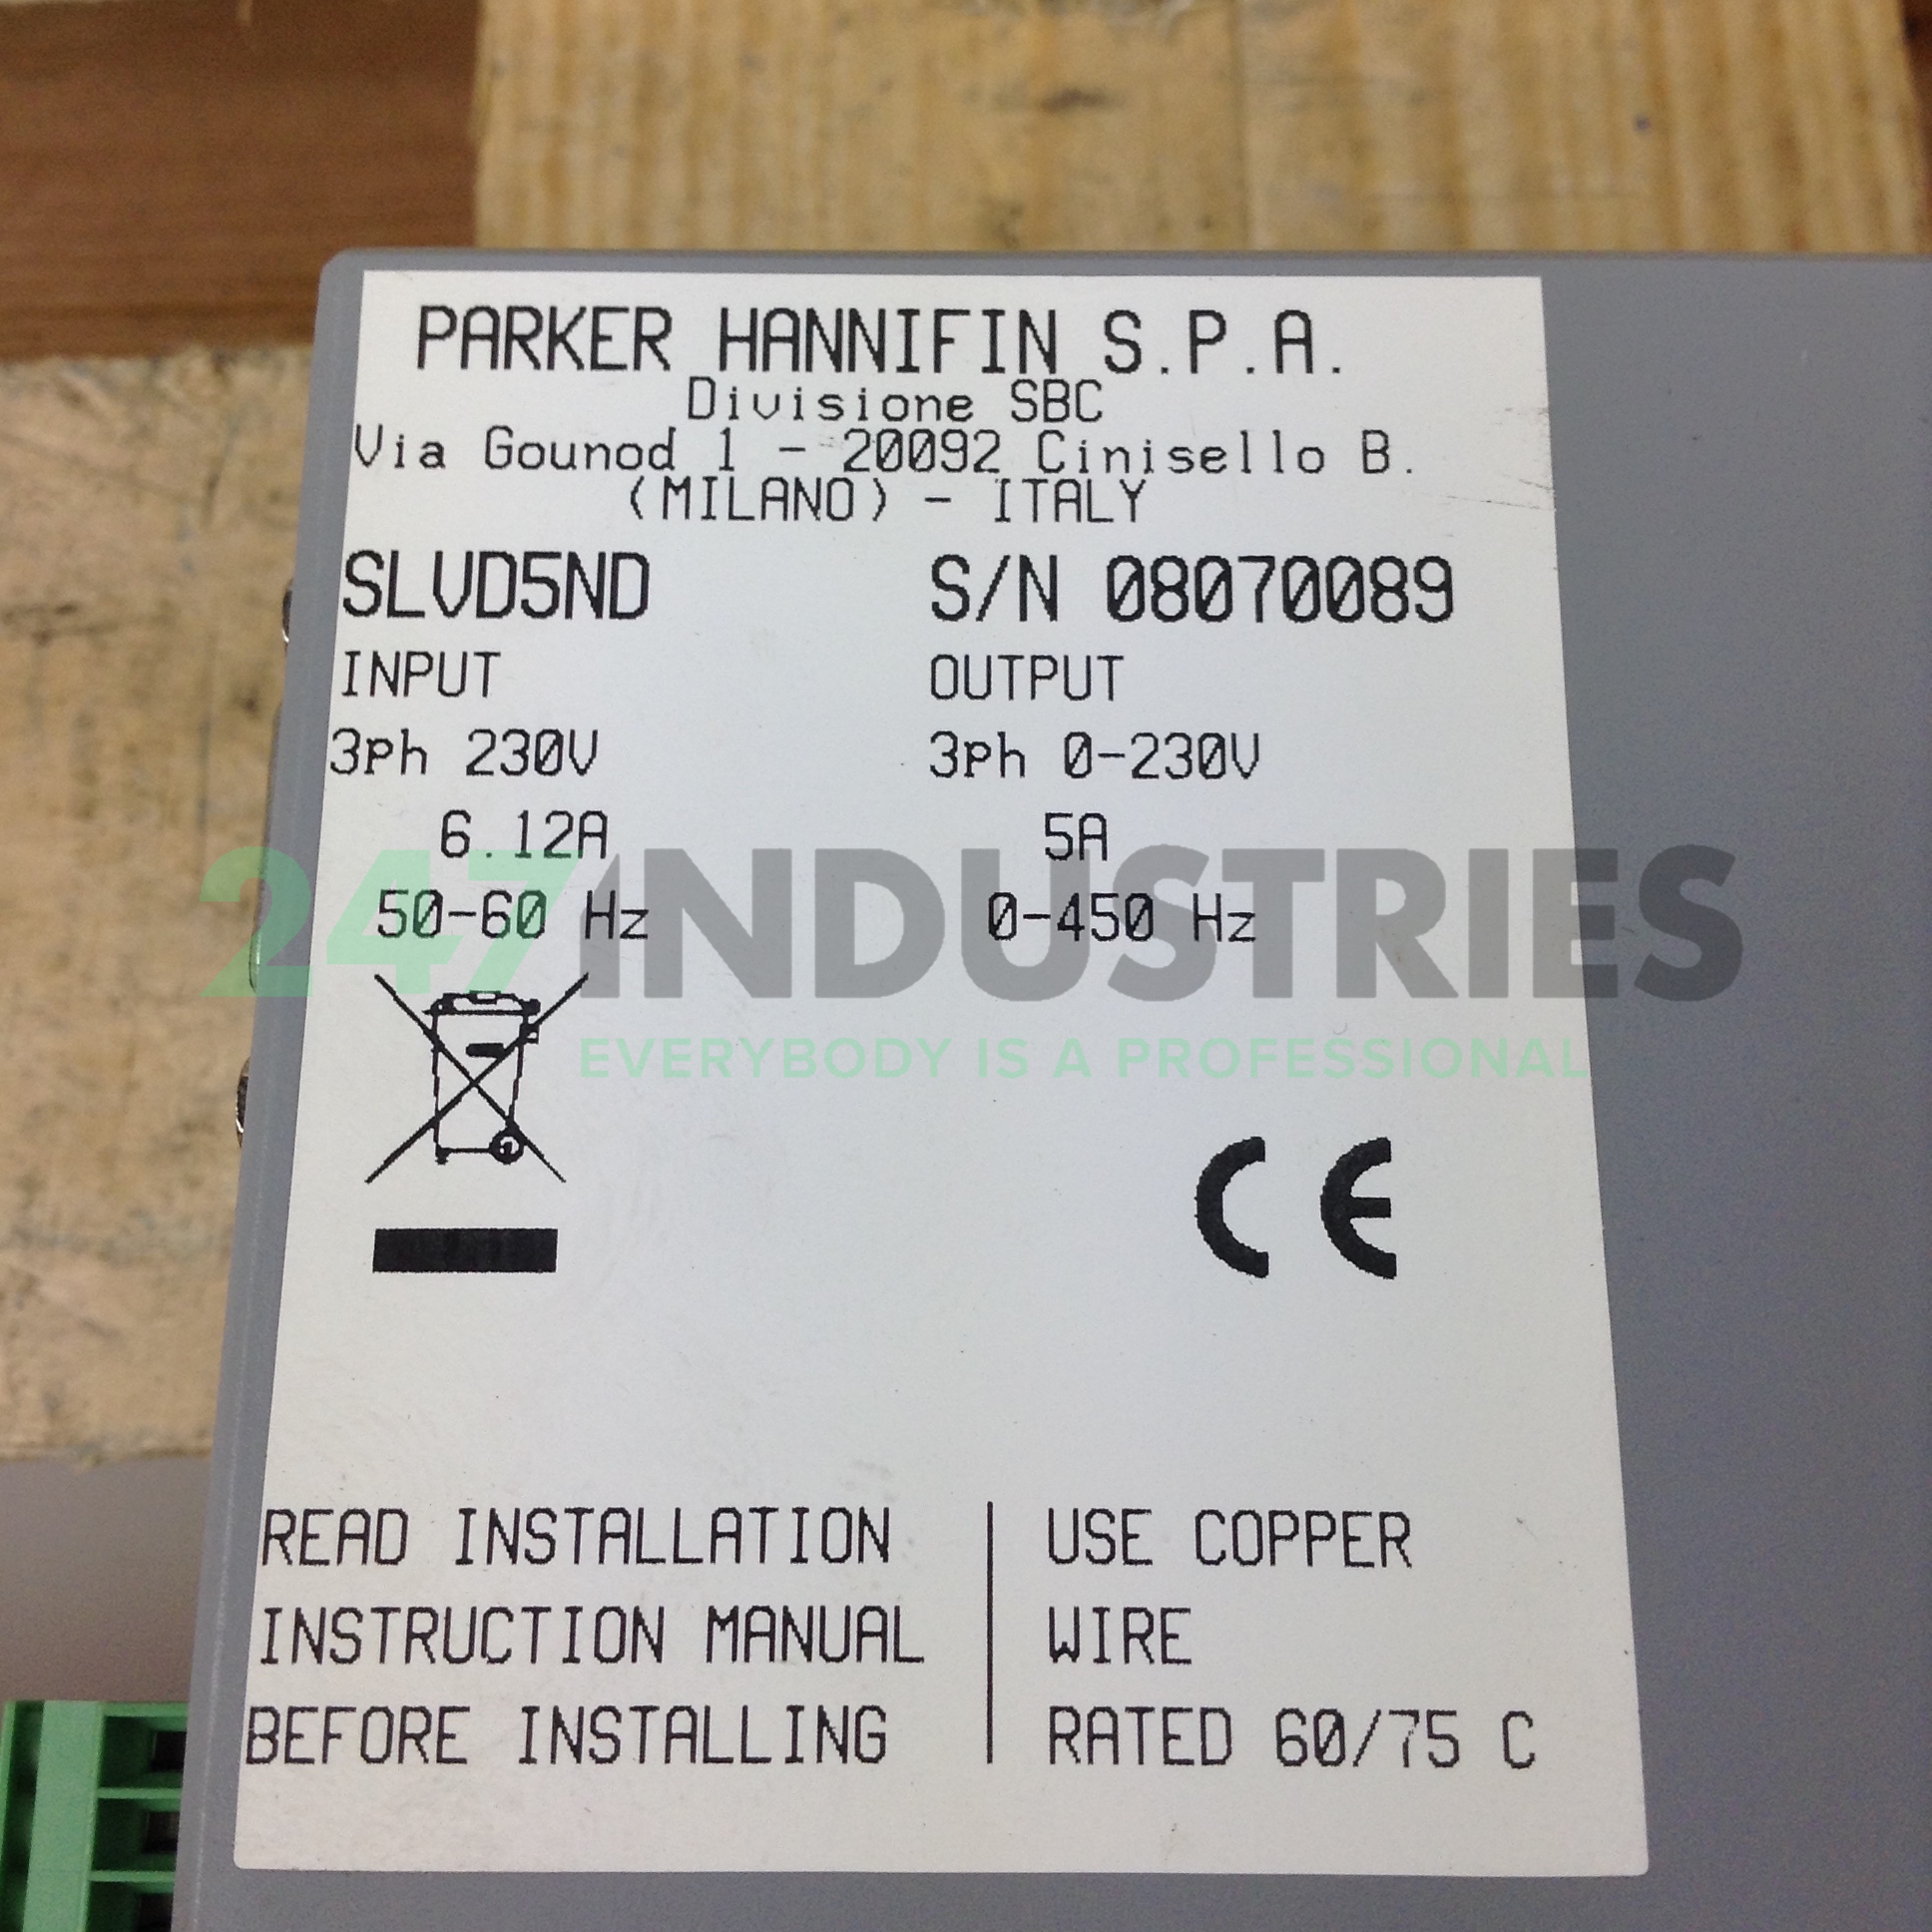 PARKER HANNIFIN S.P.A.
Divisione SBC
Via Gounod 1 - 20092 Cinisello B.
(MILANO) - ITALY
SLVD5ND S/N 08070089
INPUT OUTPUT
3ph 230V 3ph 0-230V
6.12A 5A
50-60 Hz 0-450 Hz
247INDUSTRIES
EVERYBODY IS A PROFESSIONAL
CE
READ INSTALLATION
INSTRUCTION MANUAL
BEFORE INSTALLING
USE COPPER
WIRE
RATED 60/75 C